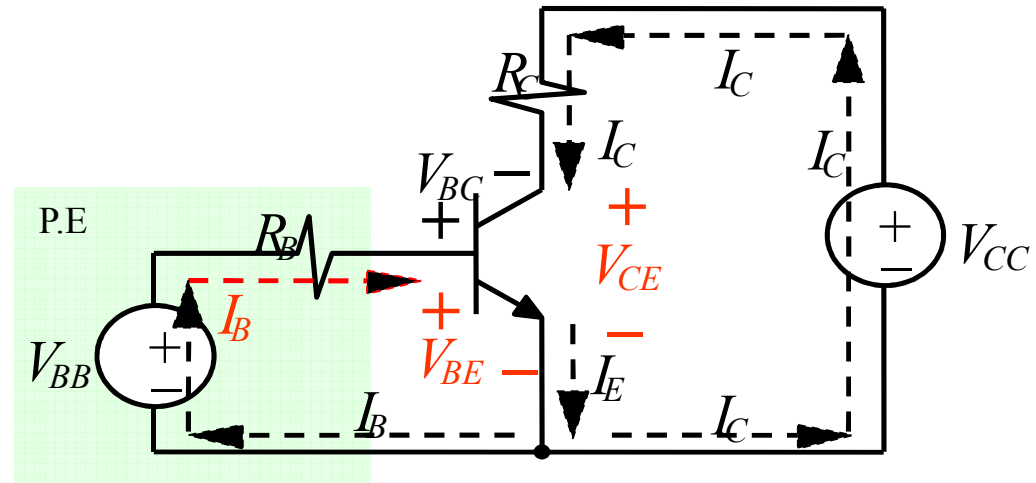 R_C
I_C
I_C
I_C
V_BC
−
+
P.E
R_B
+
V_CE
−
+
−
V_CC
I_B
+
V_BE
−
+
−
V_BB
I_E
I_B
I_C